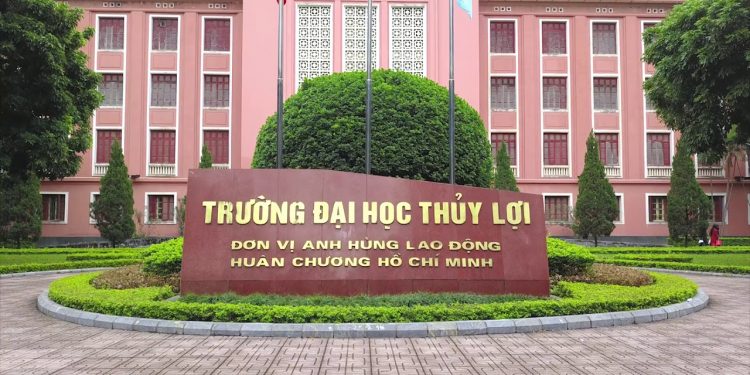 TRƯỜNG ĐẠI HỌC THỦY LỢI
ĐƠN VỊ ANH HÙNG LAO ĐỘNG
HUÂN CHƯƠNG HỒ CHÍ MINH